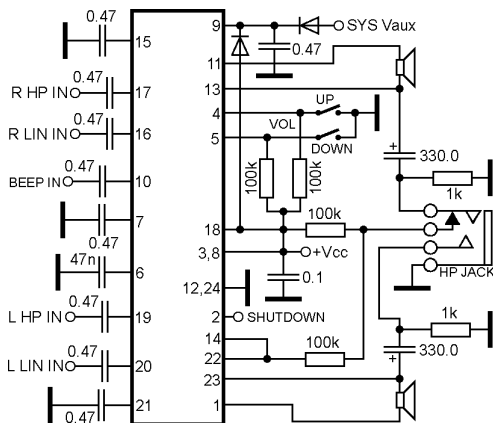 0.47
9
SYS Vaux
15
0.47
11
0.47
R HP IN
17
13
0.47
R LIN IN
16
4
UP
VOL
5
DOWN
+
330.0
0.47
BEEP IN
10
100k
100k
1k
7
0.47
18
100k
47n
6
3,8
+Vcc
HP JACK
0.1
12,24
0.47
L HP IN
19
2
SHUTDOWN
1k
14
0.47
L LIN IN
20
22
100k
330.0
+
23
21
0.47
1